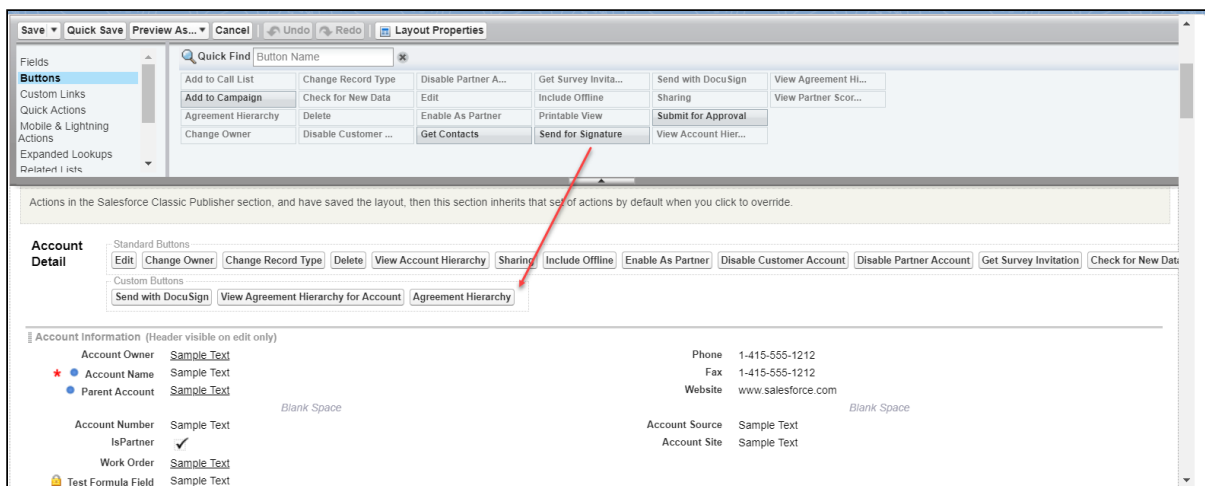 Save Quick Save Preview As... Cancel Undo Redo Layout Properties
Fields
Buttons
Custom Links
Quick Actions
Mobile & Lightning
Actions
Expanded Lookups
Related Lists
Quick Find Button Name
Add to Call List Change Record Type Disable Partner A... Get Survey Invita... Send with DocuSign View Agreement Hi...
Add to Campaign Check for New Data Edit Include Offline Sharing View Partner Scor...
Agreement Hierarchy Delete Enable As Partner Printable View Submit for Approval
Change Owner Disable Customer ... Get Contacts Send for Signature View Account Hier...
Actions in the Salesforce Classic Publisher section, and have saved the layout, then this section inherits that set of actions by default when you click to override.
Account
Detail
Standard Buttons
Edit Change Owner Change Record Type Delete View Account Hierarchy Sharing Include Offline Enable As Partner Disable Customer Account Disable Partner Account Get Survey Invitation Check for New Data
Custom Buttons
Send with DocuSign View Agreement Hierarchy for Account Agreement Hierarchy
Account Information (Header visible on edit only)
Account Owner Sample Text Phone 1-415-555-1212
* Account Name Sample Text Fax 1-415-555-1212
Parent Account Sample Text Website www.salesforce.com
Blank Space Blank Space
Account Number Sample Text Account Source Sample Text
IsPartner Account Site Sample Text
Work Order Sample Text
Test Formula Field Sample Text